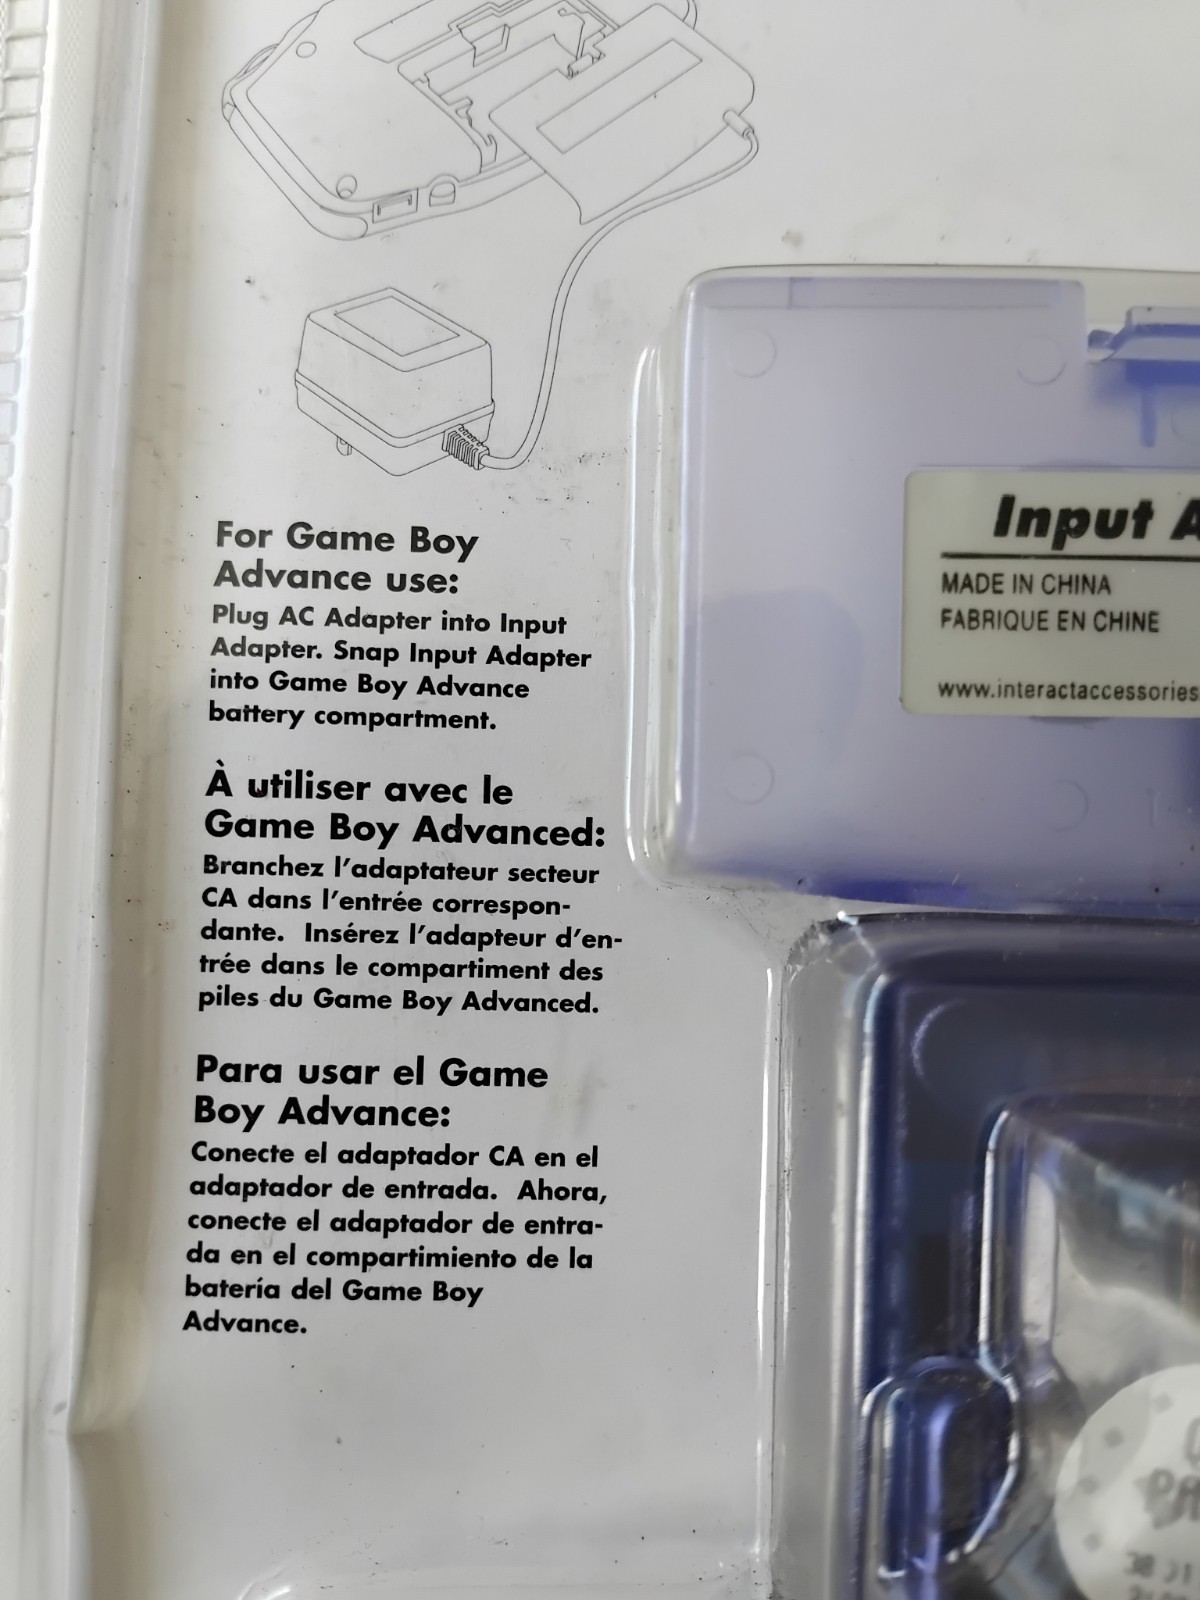 For Game Boy
Advance use:
Plug AC Adapter into Input
Adapter. Snap Input Adapter
into Game Boy Advance
battery compartment.
À utiliser avec le
Game Boy Advanced:
Branchez l'adaptateur secteur
CA dans l'entrée correspon-
dante. Insérez l'adapteur d'en-
trée dans le compartiment des
piles du Game Boy Advanced.
Para usar el Game
Boy Advance:
Conecte el adaptador CA en el
adaptador de entrada. Ahora,
conecte el adaptador de entra-
da en el compartimiento de la
batería del Game Boy
Advance.
Input A
MADE IN CHINA
FABRIQUE EN CHINE
www.interactaccessories